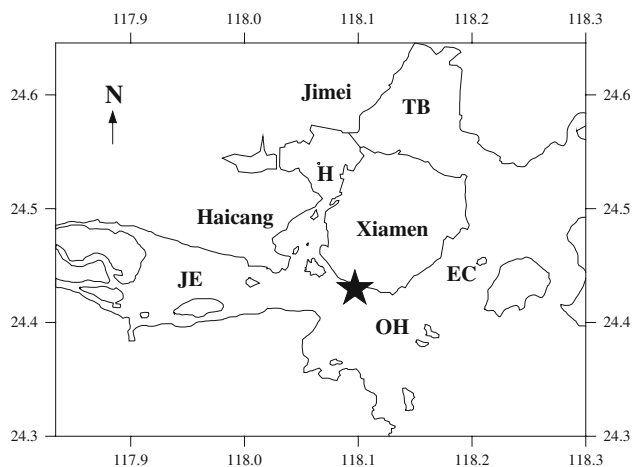 117.9 118.0 118.1 118.2 118.3
24.6 N Jimei TB 24.6
H
24.5 Haicang Xiamen 24.5
JE EC
24.4 OH 24.4
24.3 24.3
117.9 118.0 118.1 118.2 118.3